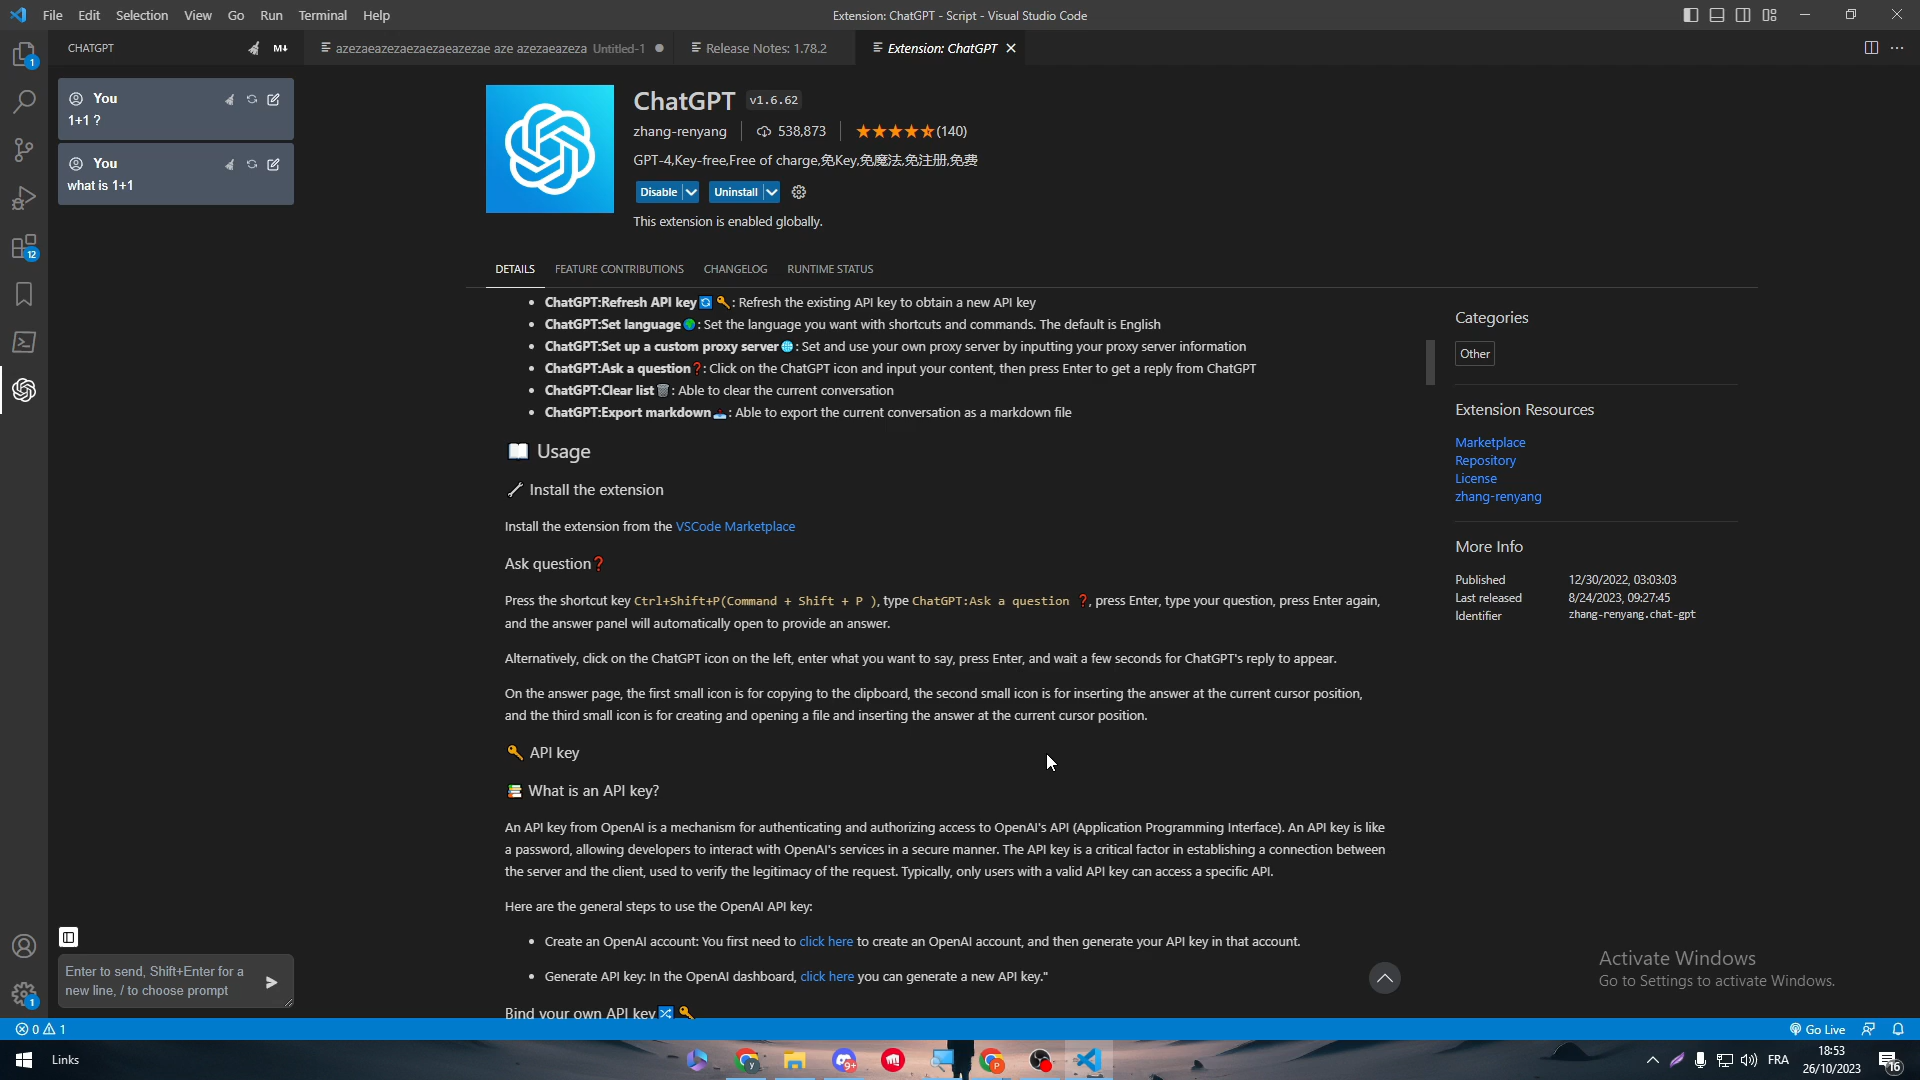 File Edit Selection View Go Run Terminal Help
Extension: ChatGPT - Script - Visual Studio Code
CHATGPT
M↓
azezaeazezaezaezaeazezae aze azezaeazeza Untitled-1
Release Notes: 1.78.2
Extension: ChatGPT
1
12
1
You
1+1 ?
You
what is 1+1
ChatGPT v1.6.62
zhang-renyang 538,873 (140)
GPT-4,Key-free,Free of charge,免Key,免魔法,免注册,免费
Disable Uninstall
This extension is enabled globally.
DETAILS FEATURE CONTRIBUTIONS CHANGELOG RUNTIME STATUS
• ChatGPT:Refresh API key🔄🔑: Refresh the existing API key to obtain a new API key
• ChatGPT:Set language🌍: Set the language you want with shortcuts and commands. The default is English
• ChatGPT:Set up a custom proxy server🌐: Set and use your own proxy server by inputting your proxy server information
• ChatGPT:Ask a question❓: Click on the ChatGPT icon and input your content, then press Enter to get a reply from ChatGPT
• ChatGPT:Clear list🗑️: Able to clear the current conversation
• ChatGPT:Export markdown📥: Able to export the current conversation as a markdown file
📖 Usage
🔧 Install the extension
Install the extension from the VSCode Marketplace
Ask question❓
Press the shortcut key Ctrl+Shift+P(Command + Shift + P ), type ChatGPT:Ask a question ❓, press Enter, type your question, press Enter again,
and the answer panel will automatically open to provide an answer.
Alternatively, click on the ChatGPT icon on the left, enter what you want to say, press Enter, and wait a few seconds for ChatGPT's reply to appear.
On the answer page, the first small icon is for copying to the clipboard, the second small icon is for inserting the answer at the current cursor position,
and the third small icon is for creating and opening a file and inserting the answer at the current cursor position.
🔑 API key
📚 What is an API key?
An API key from OpenAI is a mechanism for authenticating and authorizing access to OpenAI's API (Application Programming Interface). An API key is like
a password, allowing developers to interact with OpenAI's services in a secure manner. The API key is a critical factor in establishing a connection between
the server and the client, used to verify the legitimacy of the request. Typically, only users with a valid API key can access a specific API.
Here are the general steps to use the OpenAI API key:
• Create an OpenAI account: You first need to click here to create an OpenAI account, and then generate your API key in that account.
• Generate API key: In the OpenAI dashboard, click here you can generate a new API key."
Bind your own API key🔀 🔑
Categories
Other
Extension Resources
Marketplace
Repository
License
zhang-renyang
More Info
Published 12/30/2022, 03:03:03
Last released 8/24/2023, 09:27:45
Identifier zhang-renyang.chat-gpt
Enter to send, Shift+Enter for a
new line, / to choose prompt
Activate Windows
Go to Settings to activate Windows.
0 1
Go Live
Links
y
9+
P
FRA
18:53
26/10/2023
16